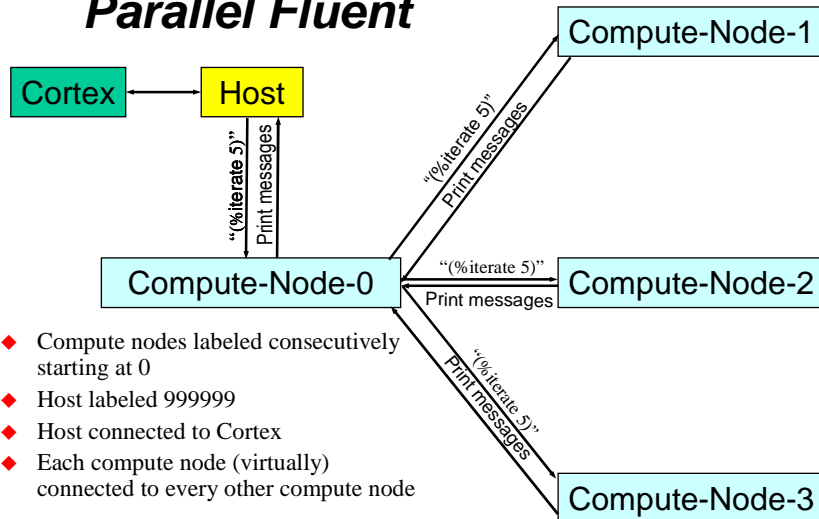 Parallel Fluent
Compute-Node-1
Cortex
Host
“(%iterate 5)”
Print messages
“(%iterate 5)”
Print messages
Compute-Node-0
“(%iterate 5)”
Print messages
Compute-Node-2
“(%iterate 5)”
Print messages
Compute-Node-3
Compute nodes labeled consecutively
starting at 0
Host labeled 999999
Host connected to Cortex
Each compute node (virtually)
connected to every other compute node